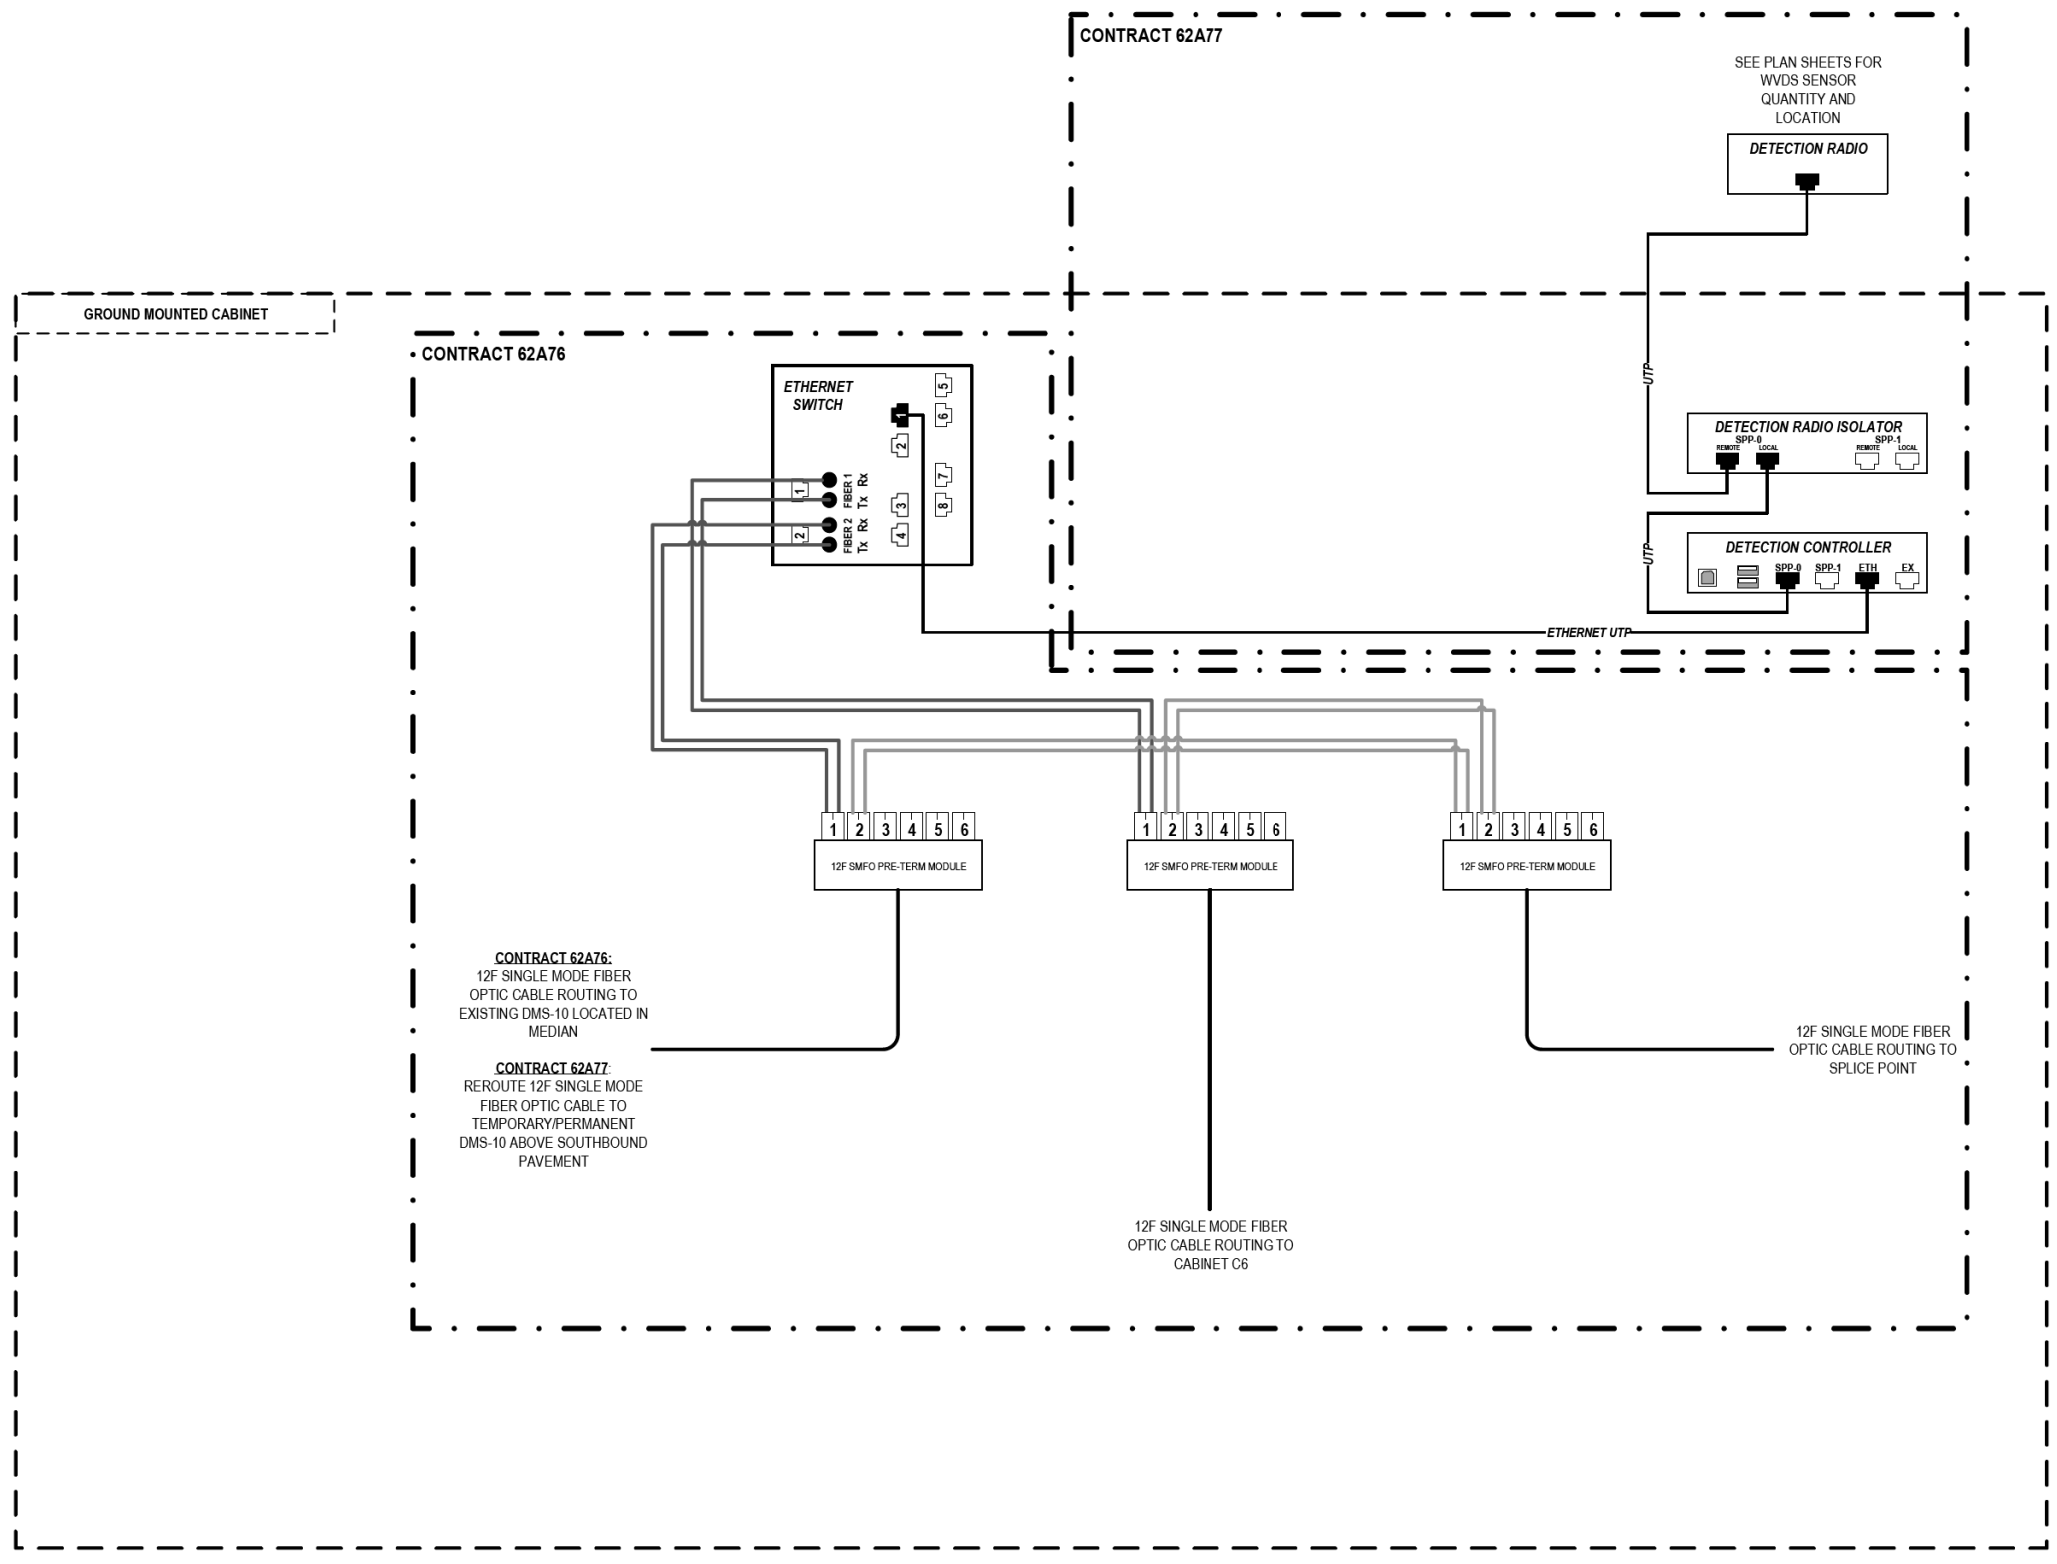 CONTRACT 62A77
SEE PLAN SHEETS FOR
WVDS SENSOR
QUANTITY AND
LOCATION
DETECTION RADIO
GROUND MOUNTED CABINET
CONTRACT 62A76
ETHERNET
SWITCH
5
1
6
2
7
3
8
4
1
FIBER 1
Rx
Tx
2
FIBER 2
Rx
Tx
UTP
DETECTION RADIO ISOLATOR
SPP-0
SPP-1
REMOTE
LOCAL
REMOTE
LOCAL
UTP
DETECTION CONTROLLER
SPP-0
SPP-1
ETH
EX
ETHERNET UTP
1 2 3 4 5 6
12F SMFO PRE-TERM MODULE
1 2 3 4 5 6
12F SMFO PRE-TERM MODULE
1 2 3 4 5 6
12F SMFO PRE-TERM MODULE
CONTRACT 62A76:
12F SINGLE MODE FIBER
OPTIC CABLE ROUTING TO
EXISTING DMS-10 LOCATED IN
MEDIAN
CONTRACT 62A77:
REROUTE 12F SINGLE MODE
FIBER OPTIC CABLE TO
TEMPORARY/PERMANENT
DMS-10 ABOVE SOUTHBOUND
PAVEMENT
12F SINGLE MODE FIBER
OPTIC CABLE ROUTING TO
SPLICE POINT
12F SINGLE MODE FIBER
OPTIC CABLE ROUTING TO
CABINET C6